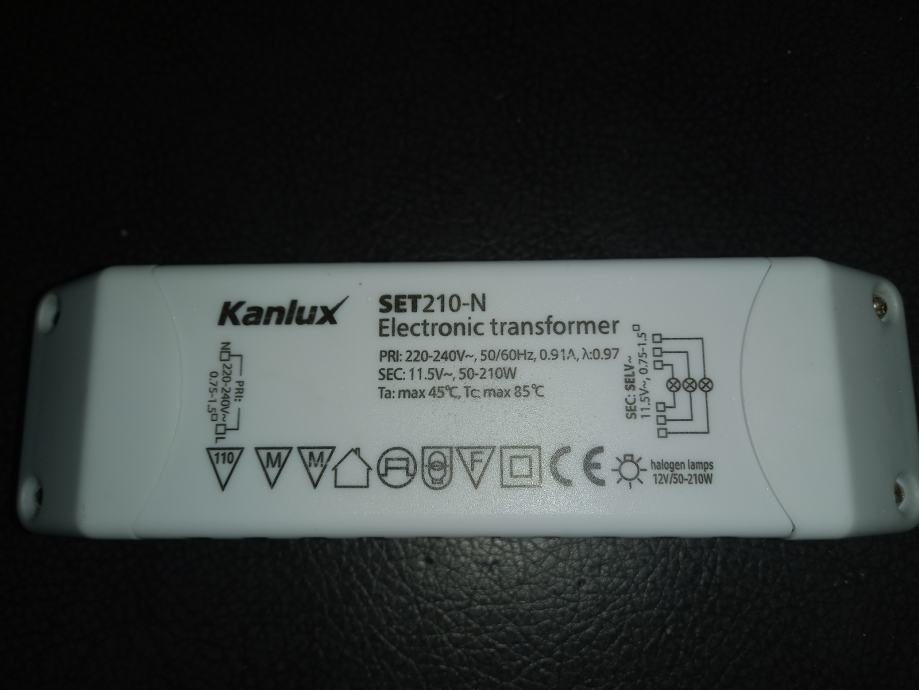 Kanlux
SET210-N
Electronic transformer
PRI: 220-240V~, 50/60Hz, 0.91A, λ:0.97
SEC: 11.5V~, 50-210W
Ta: max 45℃, Tc: max 85℃
N
PRI:
220-240V~
0.75-1.5□
L
SEC: SELV~
11.5V~, 0.75-1.5□
110
M
M
F
CE
halogen lamps
12V/50-210W